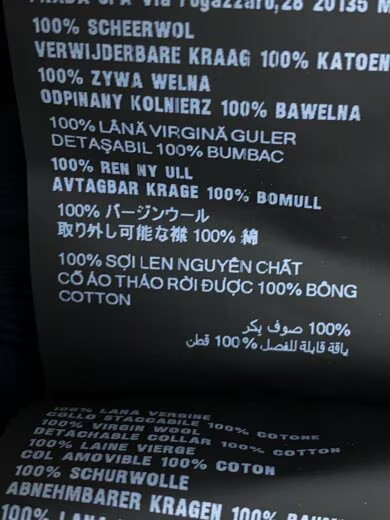 PRADA SPA Via Fogazzaro,28 20135 M
100% SCHEERWOL
VERWIJDERBARE KRAAG 100% KATOEN
100% ZYWA WELNA
ODPINANY KOLNIERZ 100% BAWELNA
100% LÂNĂ VIRGINĂ GULER
DETAŞABIL 100% BUMBAC
100% REN NY ULL
AVTAGBAR KRAGE 100% BOMULL
100% バージンウール
取り外し可能な襟 100% 綿
100% SỢI LEN NGUYÊN CHẤT
CỔ ÁO THÁO RỜI ĐƯỢC 100% BÔNG
COTTON
100% صوف بكر
ياقة قابلة للفصل 100% قطن
100% LANA VERGINE
COLLO STACCABILE 100% COTONE
100% VIRGIN WOOL
DETACHABLE COLLAR 100% COTTON
100% LAINE VIERGE
COL AMOVIBLE 100% COTON
100% SCHURWOLLE
ABNEHMBARER KRAGEN 100%
100%